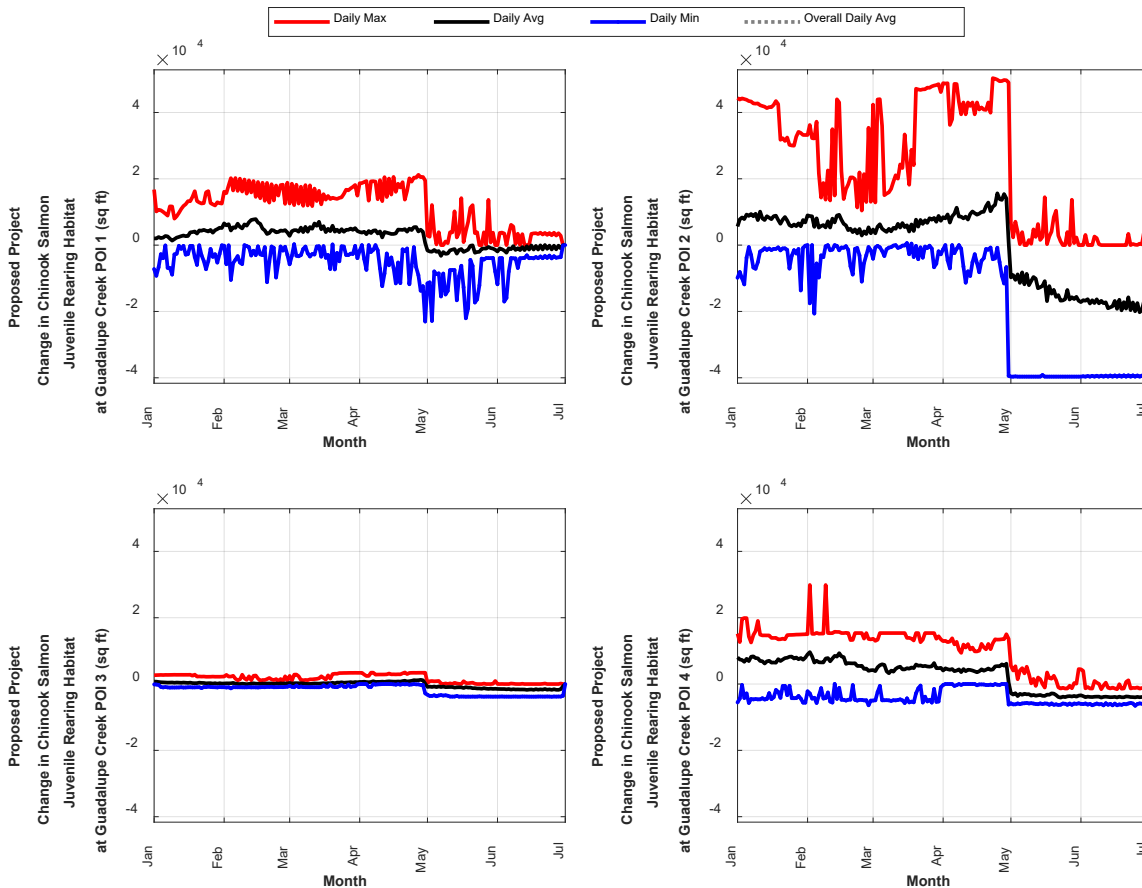 Daily Max Daily Avg Daily Min Overall Daily Avg
× 10 4
4
2
0
-2
-4
Jan Feb Mar Apr May Jun Jul
Month
Proposed Project
Change in Chinook Salmon
Juvenile Rearing Habitat
at Guadalupe Creek POI 1 (sq ft)
× 10 4
4
2
0
-2
-4
Jan Feb Mar Apr May Jun Jul
Month
Proposed Project
Change in Chinook Salmon
Juvenile Rearing Habitat
at Guadalupe Creek POI 2 (sq ft)
× 10 4
4
2
0
-2
-4
Jan Feb Mar Apr May Jun Jul
Month
Proposed Project
Change in Chinook Salmon
Juvenile Rearing Habitat
at Guadalupe Creek POI 3 (sq ft)
× 10 4
4
2
0
-2
-4
Jan Feb Mar Apr May Jun Jul
Month
Proposed Project
Change in Chinook Salmon
Juvenile Rearing Habitat
at Guadalupe Creek POI 4 (sq ft)